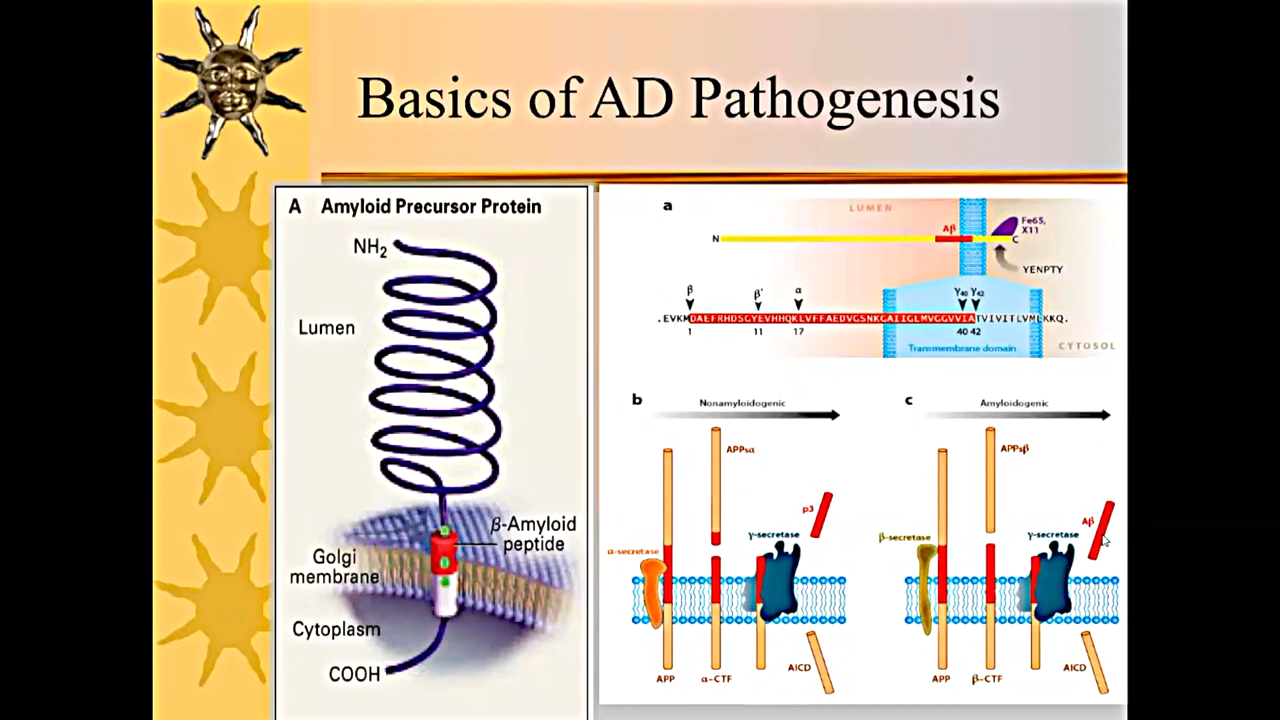 Basics of AD Pathogenesis
A Amyloid Precursor Protein
NH2
Lumen
β-Amyloid
peptide
Golgi
membrane
Cytoplasm
COOH
a
LUMEN
Aβ
Fe65,
X11
N
C
YENPTY
β β' α γ40 γ42
.EVKMDAEFRHDSGYEVHHQKLVFFAEDVGSNKGAIIGLMVGGVVIATVIVITLVMLKKQ.
1 11 17 40 42
Transmembrane domain
CYTOSOL
b
Nonamyloidogenic
APPsα
p3
α-secretase
γ-secretase
AICD
APP
α-CTF
c
Amyloidogenic
APPsβ
Aβ
β-secretase
γ-secretase
AICD
APP
β-CTF